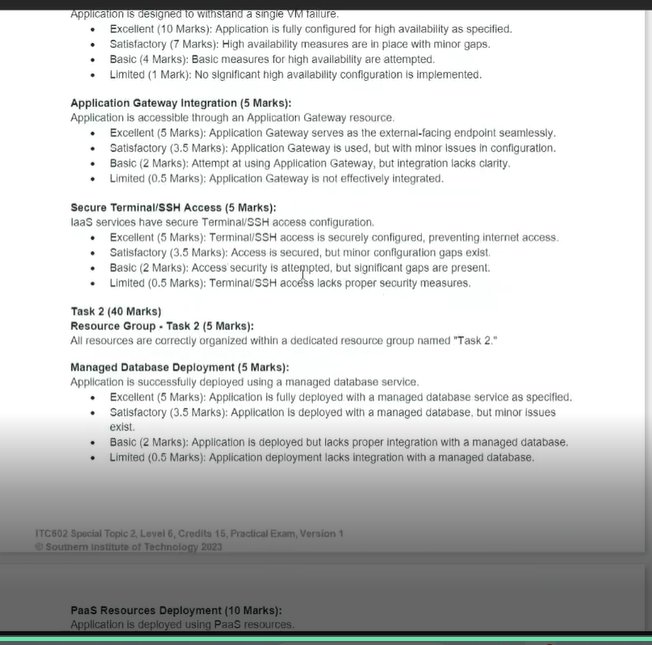 Application is designed to withstand a single VM failure.
• Excellent (10 Marks): Application is fully configured for high availability as specified.
• Satisfactory (7 Marks): High availability measures are in place with minor gaps.
• Basic (4 Marks): Basic measures for high availability are attempted.
• Limited (1 Mark): No significant high availability configuration is implemented.
Application Gateway Integration (5 Marks):
Application is accessible through an Application Gateway resource.
• Excellent (5 Marks): Application Gateway serves as the external-facing endpoint seamlessly.
• Satisfactory (3.5 Marks): Application Gateway is used, but with minor issues in configuration.
• Basic (2 Marks): Attempt at using Application Gateway, but integration lacks clarity.
• Limited (0.5 Marks): Application Gateway is not effectively integrated.
Secure Terminal/SSH Access (5 Marks):
IaaS services have secure Terminal/SSH access configuration.
• Excellent (5 Marks): Terminal/SSH access is securely configured, preventing internet access.
• Satisfactory (3.5 Marks): Access is secured, but minor configuration gaps exist.
• Basic (2 Marks): Access security is attempted, but significant gaps are present.
• Limited (0.5 Marks): Terminal/SSH access lacks proper security measures.
Task 2 (40 Marks)
Resource Group - Task 2 (5 Marks):
All resources are correctly organized within a dedicated resource group named "Task 2."
Managed Database Deployment (5 Marks):
Application is successfully deployed using a managed database service.
• Excellent (5 Marks): Application is fully deployed with a managed database service as specified.
• Satisfactory (3.5 Marks): Application is deployed with a managed database, but minor issues
exist.
• Basic (2 Marks): Application is deployed but lacks proper integration with a managed database.
• Limited (0.5 Marks): Application deployment lacks integration with a managed database.
ITC602 Special Topic 2, Level 6, Credits 15, Practical Exam, Version 1
© Southern Institute of Technology 2023
PaaS Resources Deployment (10 Marks):
Application is deployed using PaaS resources.